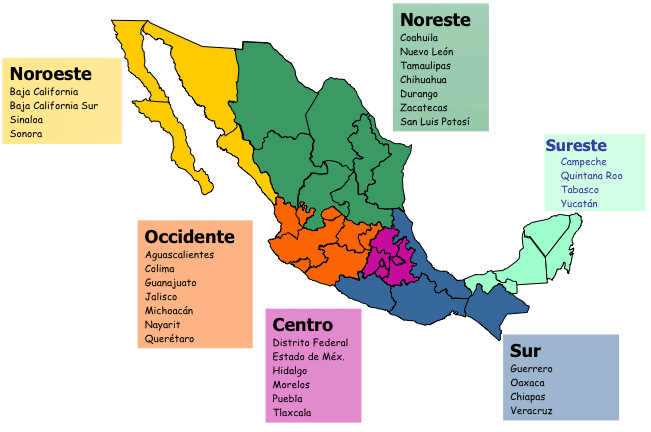 Noroeste
Baja California
Baja California Sur
Sinaloa
Sonora
Noreste
Coahuila
Nuevo León
Tamaulipas
Chihuahua
Durango
Zacatecas
San Luis Potosí
Sureste
Campeche
Quintana Roo
Tabasco
Yucatán
Occidente
Aguascalientes
Colima
Guanajuato
Jalisco
Michoacán
Nayarit
Querétaro
Centro
Distrito Federal
Estado de Méx.
Hidalgo
Morelos
Puebla
Tlaxcala
Sur
Guerrero
Oaxaca
Chiapas
Veracruz